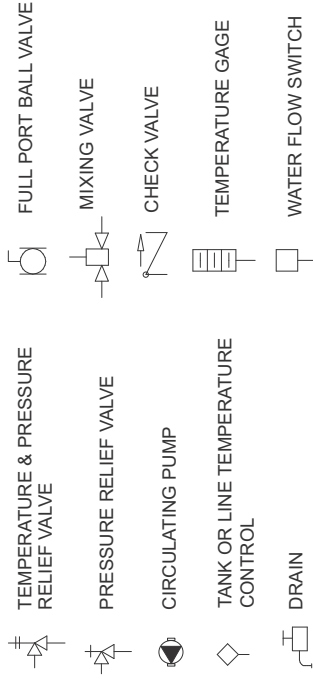 TEMPERATURE & PRESSURE
RELIEF VALVE
PRESSURE RELIEF VALVE
CIRCULATING PUMP
TANK OR LINE TEMPERATURE
CONTROL
DRAIN
FULL PORT BALL VALVE
MIXING VALVE
CHECK VALVE
TEMPERATURE GAGE
WATER FLOW SWITCH